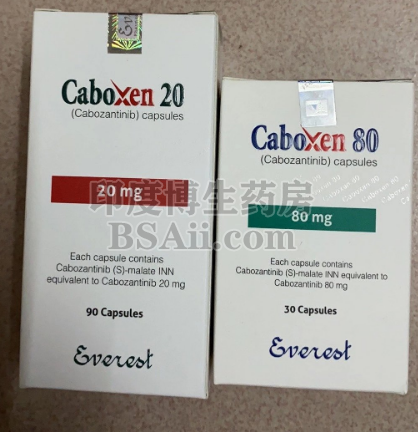 CaboXen 20
(Cabozantinib) capsules
20 mg
Each capsule contains
Cabozantinib (S)-malate INN
equivalent to Cabozantinib 20 mg
90 Capsules
Everest
CaboXen 80
(Cabozantinib) capsules
80 mg
Each capsule contains
Cabozantinib (S)-malate INN equivalent to
Cabozantinib 80 mg
30 Capsules
Everest
印度博生药房
BSAii.com